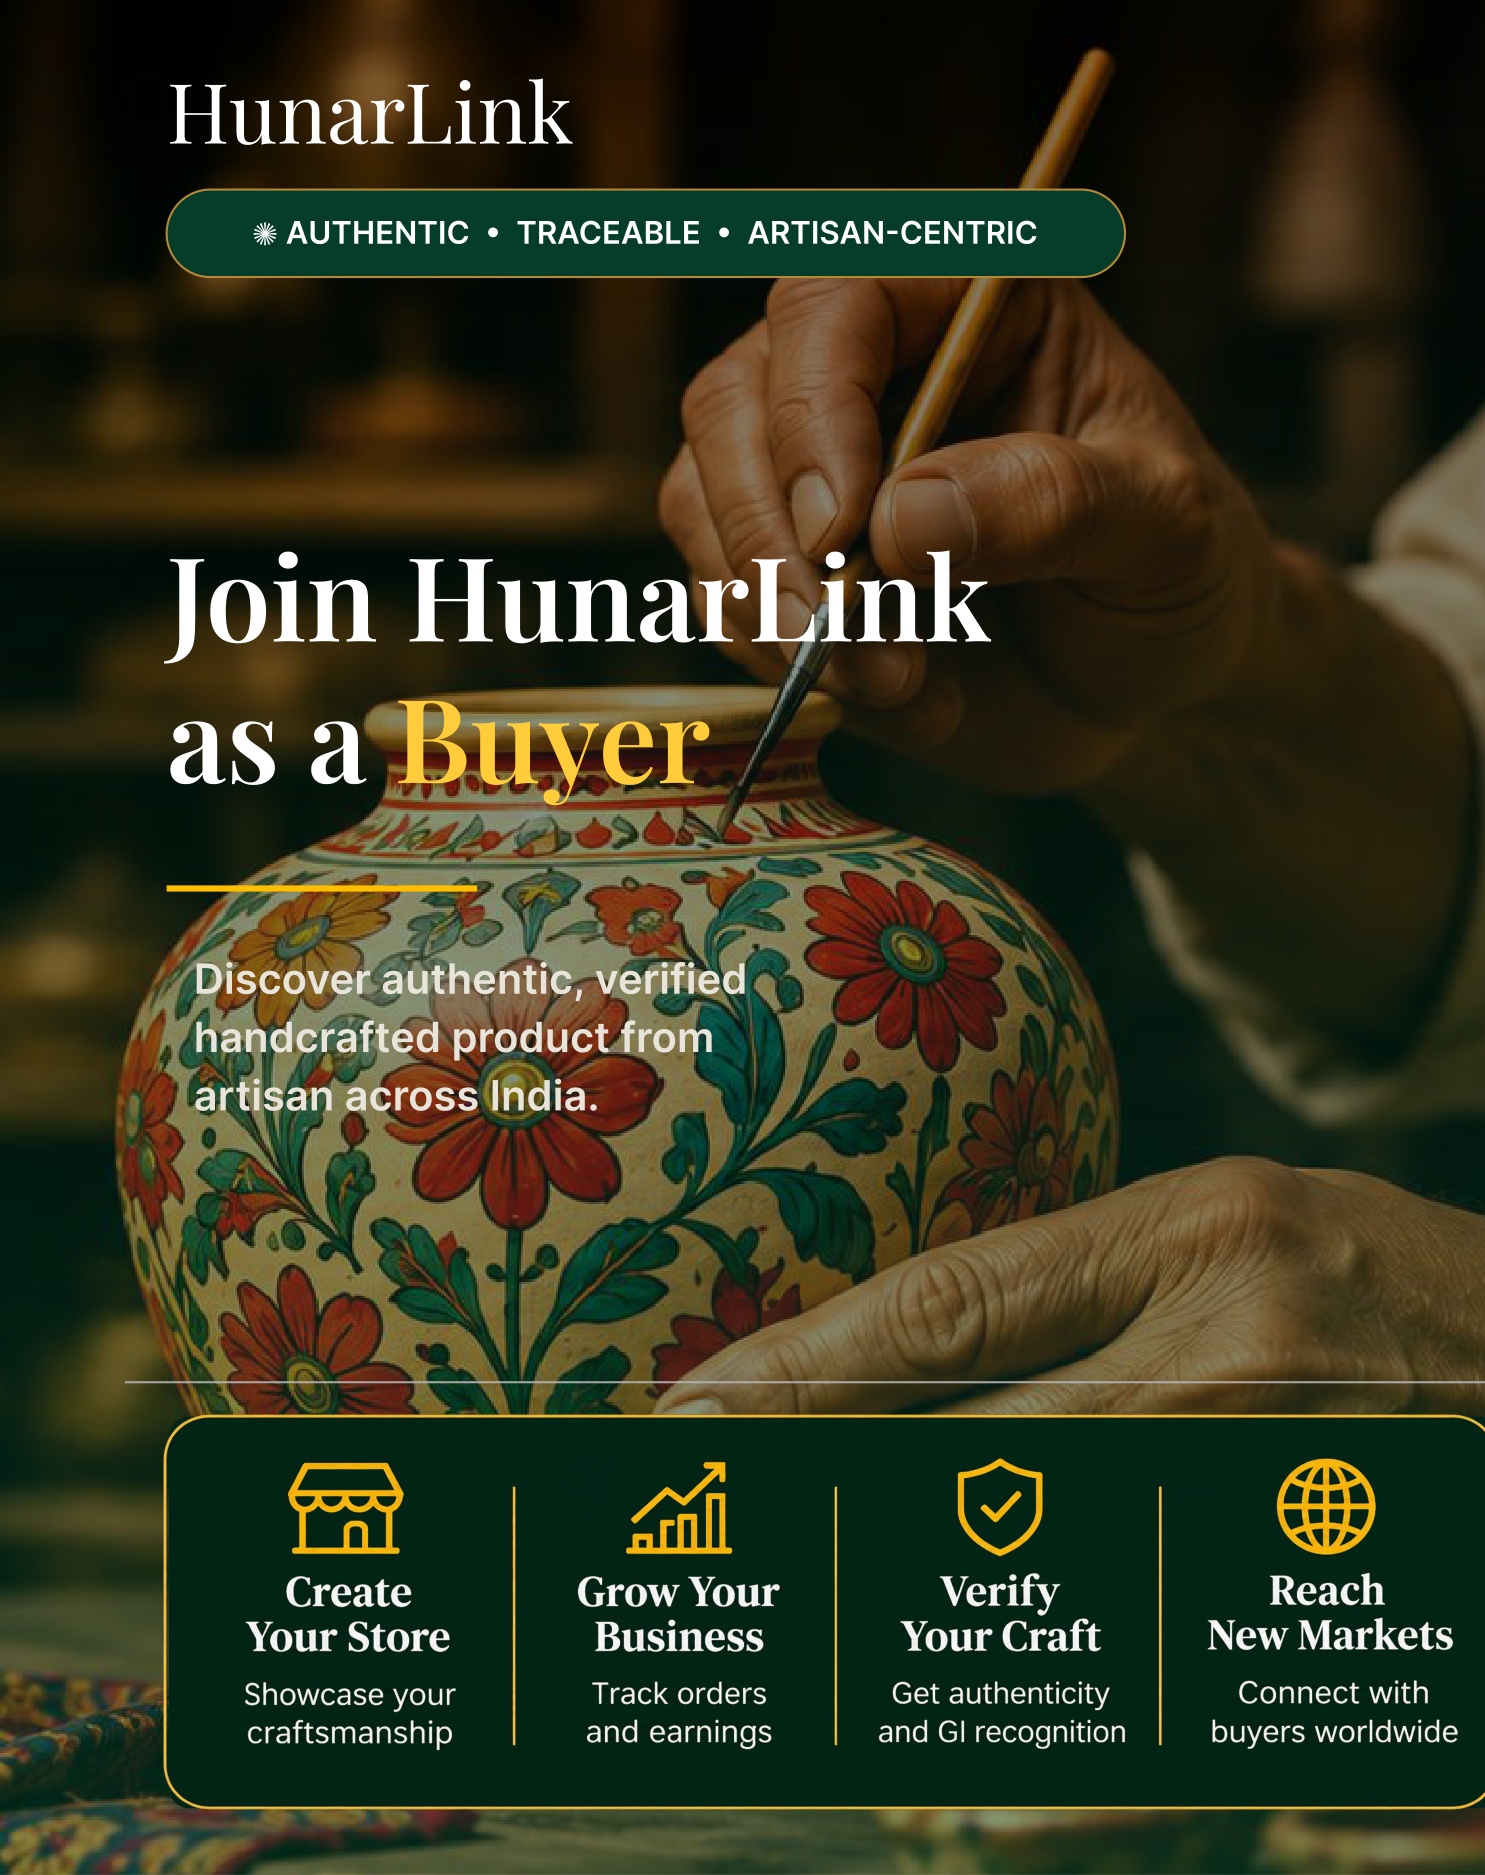 HunarLink
AUTHENTIC • TRACEABLE • ARTISAN-CENTRIC
Join HunarLink
as a Buyer
Discover authentic, verified
handcrafted product from
artisan across India.
Create
Your Store
Showcase your
craftsmanship
Grow Your
Business
Track orders
and earnings
Verify
Your Craft
Get authenticity
and GI recognition
Reach
New Markets
Connect with
buyers worldwide